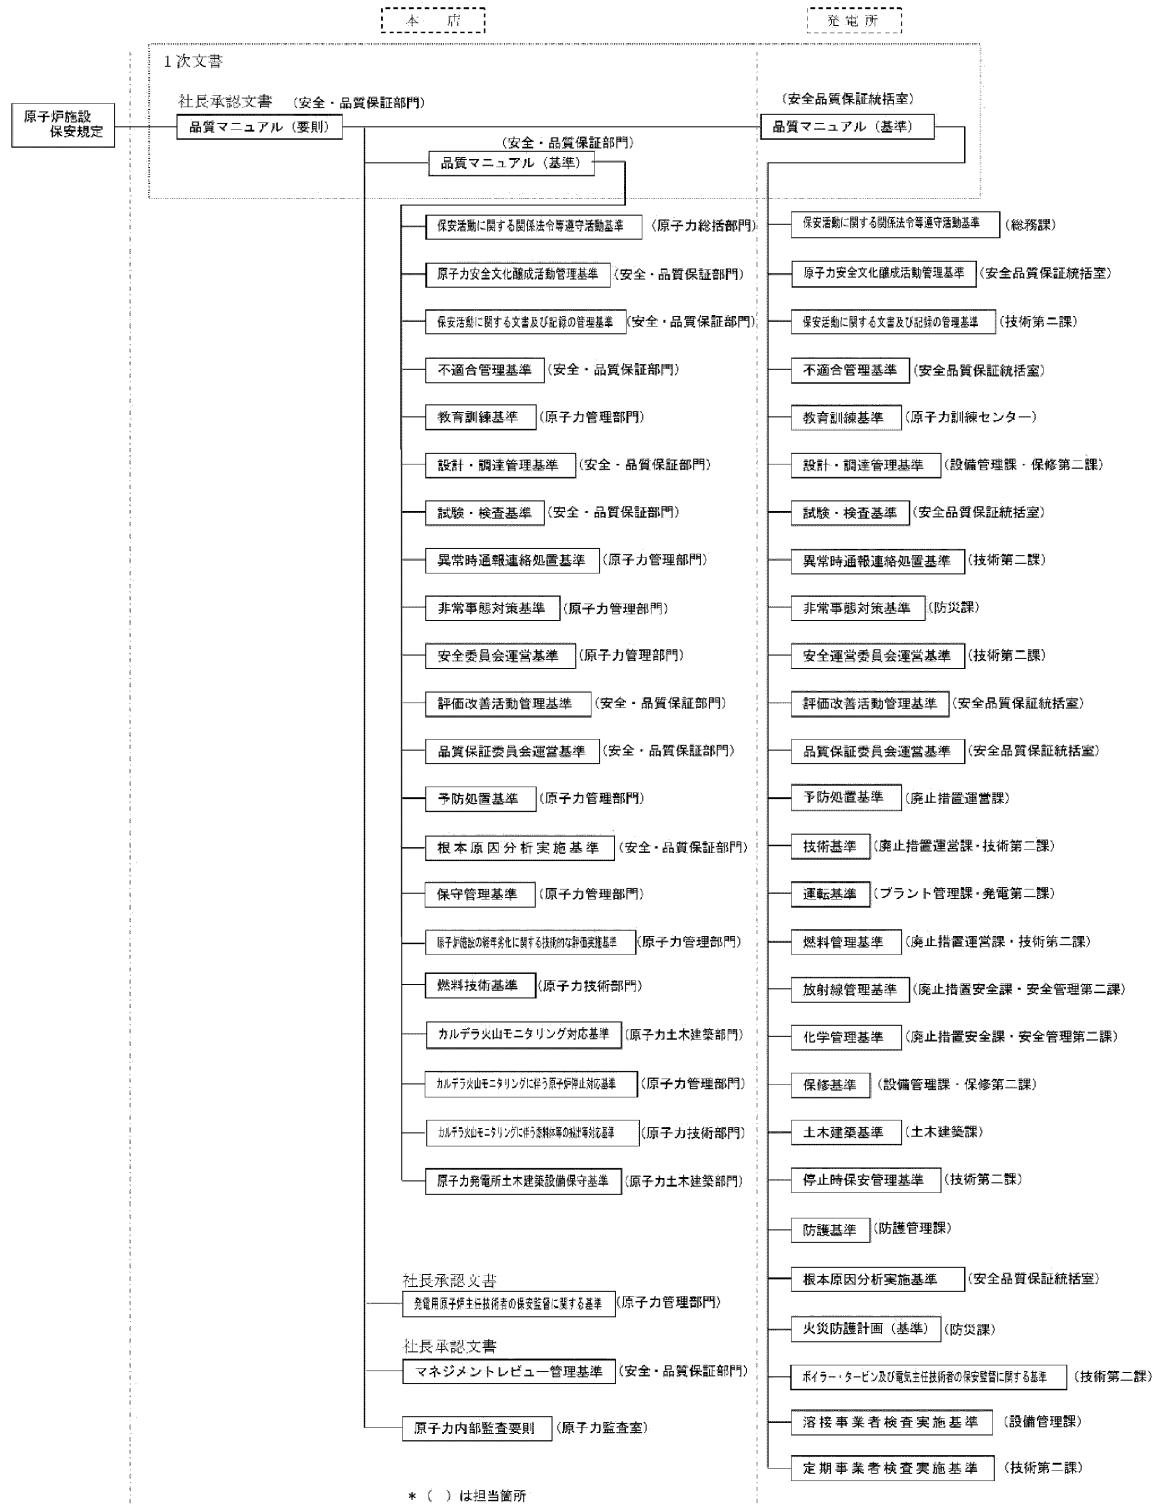 本　店
発電所
1次文書
社長承認文書 (安全・品質保証部門)
(安全品質保証統括室)
原子炉施設
保安規定
品質マニュアル (要則)
品質マニュアル (基準)
(安全・品質保証部門)
品質マニュアル (基準)
保安活動に関する関係法令等遵守活動基準 (原子力総括部門)
原子力安全文化醸成活動管理基準 (安全・品質保証部門)
保安活動に関する文書及び記録の管理基準 (安全・品質保証部門)
不適合管理基準 (安全・品質保証部門)
教育訓練基準 (原子力管理部門)
設計・調達管理基準 (安全・品質保証部門)
試験・検査基準 (安全・品質保証部門)
異常時通報連絡処置基準 (原子力管理部門)
非常事態対策基準 (原子力管理部門)
安全委員会運営基準 (原子力管理部門)
評価改善活動管理基準 (安全・品質保証部門)
品質保証委員会運営基準 (安全・品質保証部門)
予防処置基準 (原子力管理部門)
根本原因分析実施基準 (安全・品質保証部門)
保守管理基準 (原子力管理部門)
原子炉施設の経年劣化に関する技術的な評価実施基準 (原子力管理部門)
燃料技術基準 (原子力技術部門)
カルデラ火山モニタリング対応基準 (原子力土木建築部門)
カルデラ火山モニタリングに伴う原子炉停止対応基準 (原子力管理部門)
カルデラ火山モニタリングに伴う燃料体等の搬出等対応基準 (原子力技術部門)
原子力発電所土木建築設備保守基準 (原子力土木建築部門)
社長承認文書
発電用原子炉主任技術者の保安監督に関する基準 (原子力管理部門)
社長承認文書
マネジメントレビュー管理基準 (安全・品質保証部門)
原子力内部監査要則 (原子力監査室)
保安活動に関する関係法令等遵守活動基準 (総務課)
原子力安全文化醸成活動管理基準 (安全品質保証統括室)
保安活動に関する文書及び記録の管理基準 (技術第二課)
不適合管理基準 (安全品質保証統括室)
教育訓練基準 (原子力訓練センター)
設計・調達管理基準 (設備管理課・保修第二課)
試験・検査基準 (安全品質保証統括室)
異常時通報連絡処置基準 (技術第二課)
非常事態対策基準 (防災課)
安全運営委員会運営基準 (技術第二課)
評価改善活動管理基準 (安全品質保証統括室)
品質保証委員会運営基準 (安全品質保証統括室)
予防処置基準 (廃止措置運営課)
技術基準 (廃止措置運営課・技術第二課)
運転基準 (プラント管理課・発電第二課)
燃料管理基準 (廃止措置運営課・技術第二課)
放射線管理基準 (廃止措置安全課・安全管理第二課)
化学管理基準 (廃止措置安全課・安全管理第二課)
保修基準 (設備管理課・保修第二課)
土木建築基準 (土木建築課)
停止時保安管理基準 (技術第二課)
防護基準 (防護管理課)
根本原因分析実施基準 (安全品質保証統括室)
火災防護計画 (基準) (防災課)
ボイラー・タービン及び電気主任技術者の保安監督に関する基準 (技術第二課)
溶接事業者検査実施基準 (設備管理課)
定期事業者検査実施基準 (技術第二課)
* (　) は担当箇所